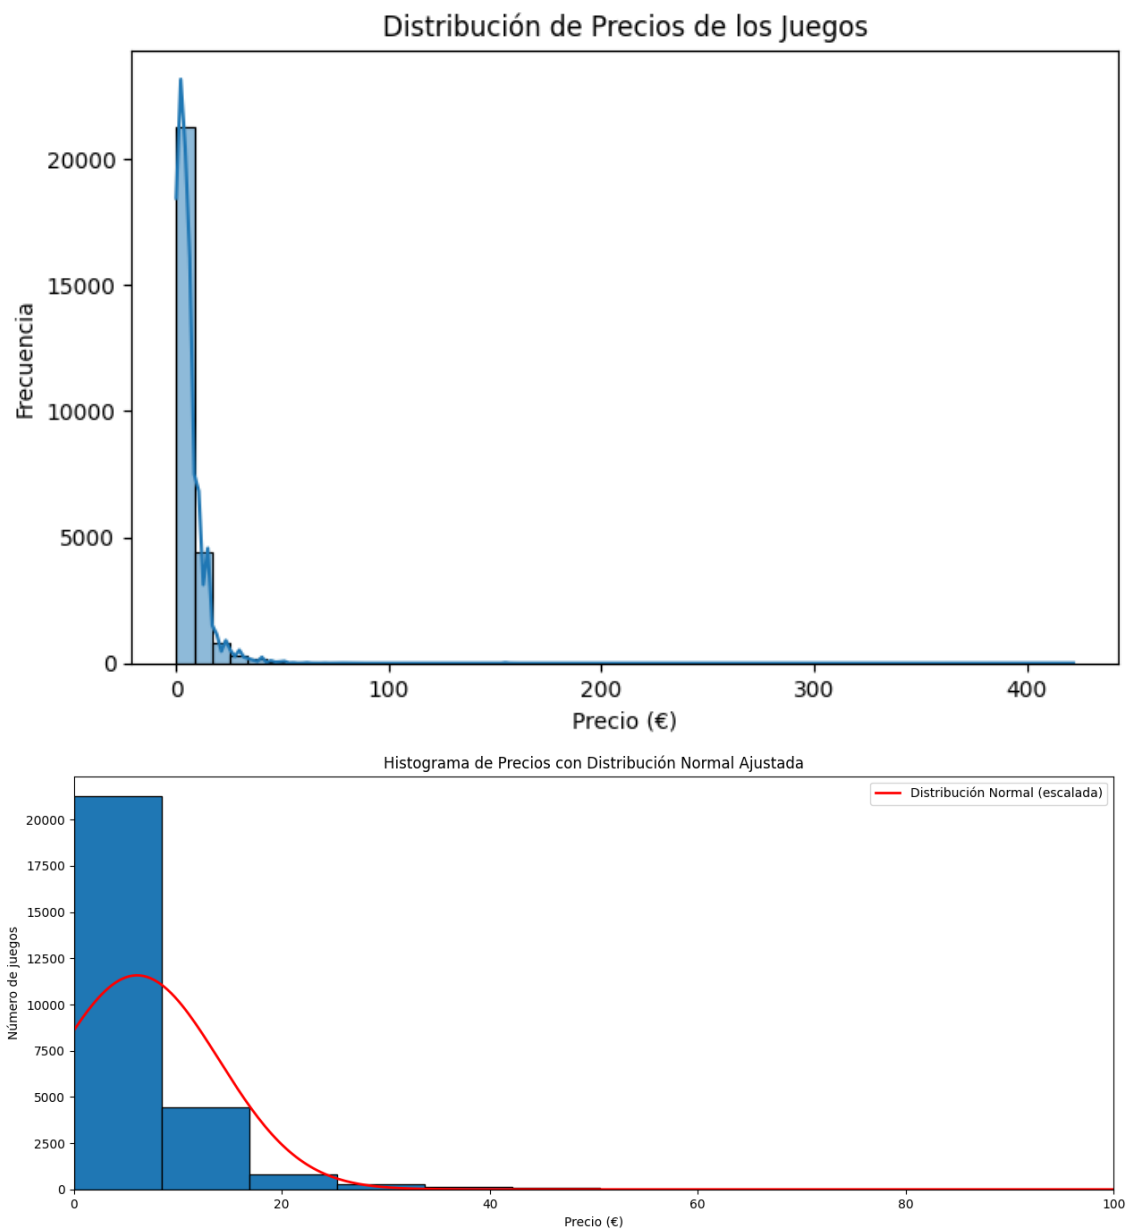 Distribución de Precios de los Juegos
20000
15000
10000
5000
0
Frecuencia
0 100 200 300 400
Precio (€)
Histograma de Precios con Distribución Normal Ajustada
Distribución Normal (escalada)
20000
17500
15000
12500
10000
7500
5000
2500
0
Número de juegos
0 20 40 60 80 100
Precio (€)